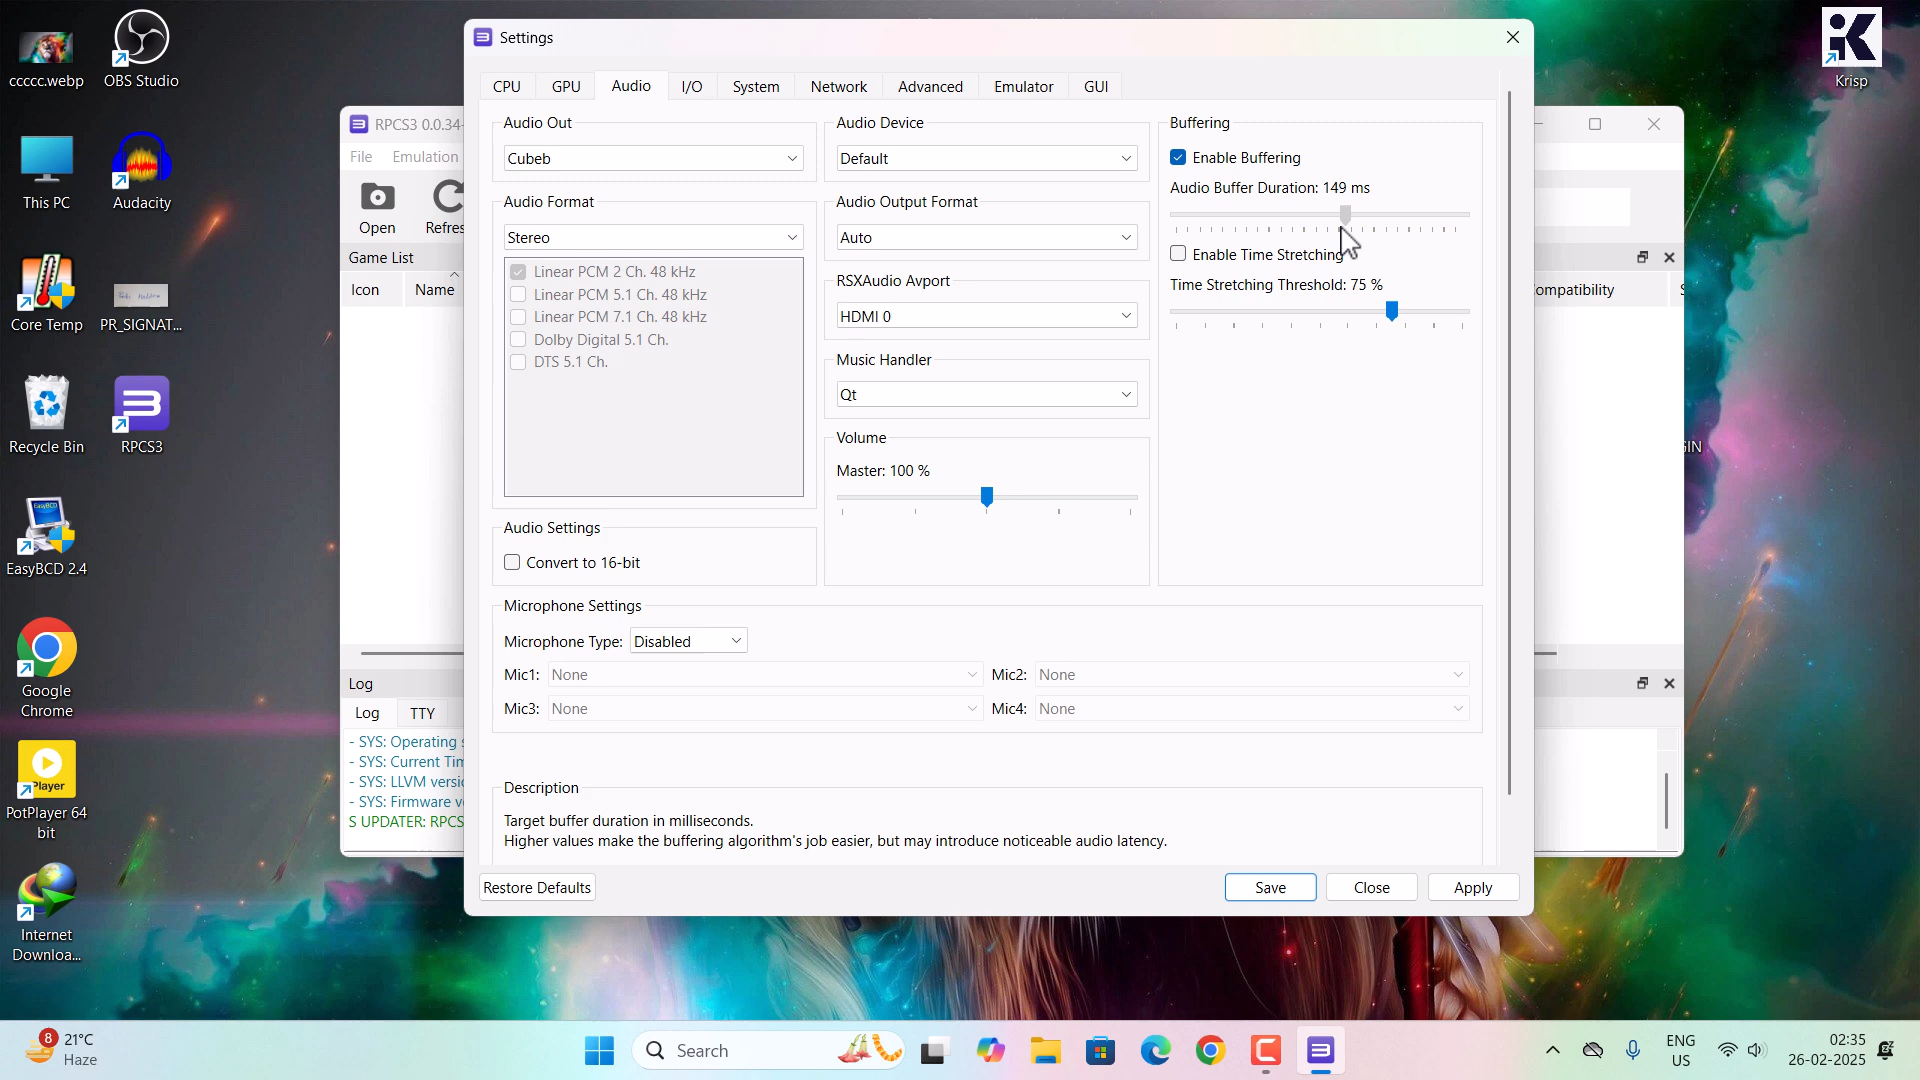 ccccc.webp
OBS Studio
This PC
Audacity
Core Temp
PR_SIGNAT...
Recycle Bin
RPCS3
EasyBCD 2.4
Google
Chrome
PotPlayer 64
bit
Internet
Downloa...
Krisp
RPCS3 0.0.34-
File
Emulation
Open
Game List
Icon
Name
Log
Log
TTY
- SYS: Operating
- SYS: Current
- SYS: LLVM
- SYS: Firmware
S UPDATER: RPCS
Settings
CPU
GPU
Audio
I/O
System
Network
Advanced
Emulator
GUI
Audio Out
Cubeb
Audio Format
Stereo
Linear PCM 2 Ch. 48 kHz
Linear PCM 5.1 Ch. 48 kHz
Linear PCM 7.1 Ch. 48 kHz
Dolby Digital 5.1 Ch.
DTS 5.1 Ch.
Audio Settings
Convert to 16-bit
Audio Device
Default
Audio Output Format
Auto
RSXAudio Avport
HDMI 0
Music Handler
Qt
Volume
Master: 100 %
Buffering
Enable Buffering
Audio Buffer Duration: 149 ms
Enable Time Stretching
Time Stretching Threshold: 75 %
Microphone Settings
Microphone Type: Disabled
Mic1: None
Mic2: None
Mic3: None
Mic4: None
Description
Target buffer duration in milliseconds.
Higher values make the buffering algorithm's job easier, but may introduce noticeable audio latency.
Restore Defaults
Save
Close
Apply
8
21°C
Haze
Search
ENG
US
02:35
26-02-2025